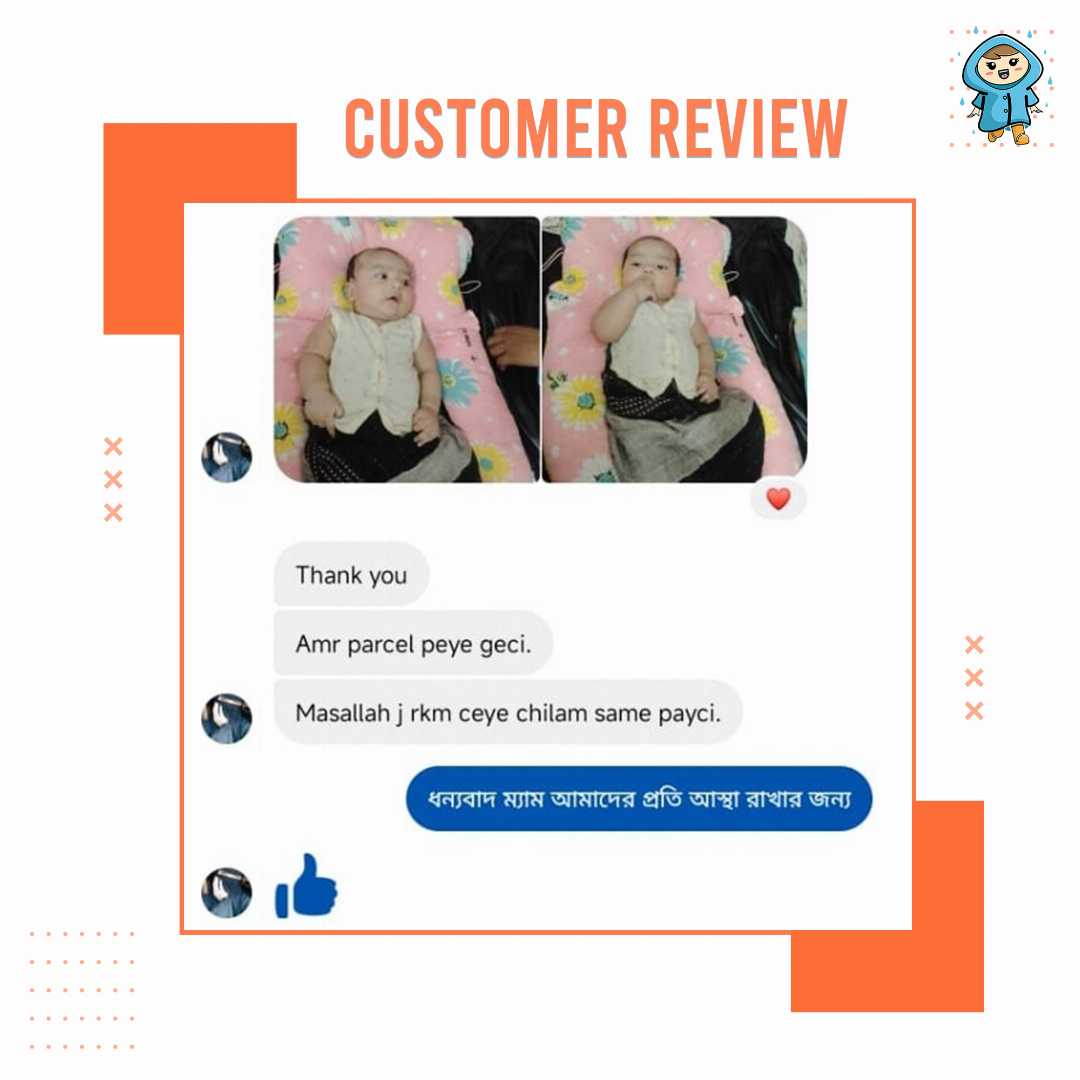 CUSTOMER REVIEW
Thank you
Amr parcel peye geci.
Masallah j rkm ceye chilam same payci.
ধন্যবাদ ম্যাম আমাদের প্রতি আস্থা রাখার জন্য